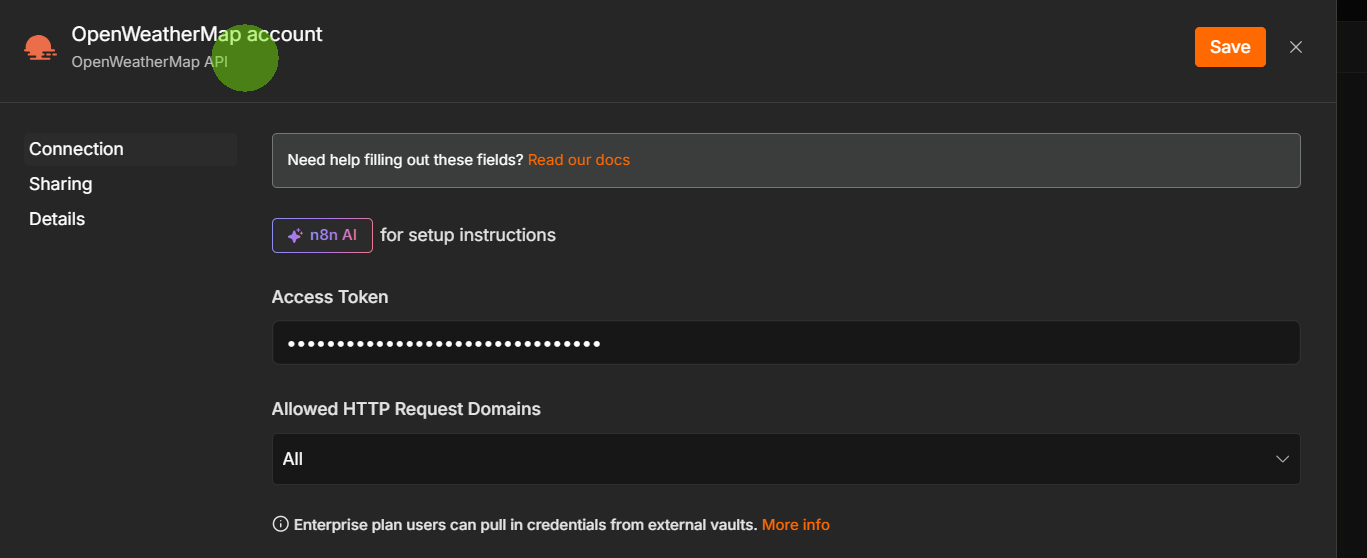 OpenWeatherMap account
OpenWeatherMap API
Save
Connection
Sharing
Details
Need help filling out these fields? Read our docs
n8n AI for setup instructions
Access Token
••••••••••••••••••••••••••••••••
Allowed HTTP Request Domains
All
Enterprise plan users can pull in credentials from external vaults. More info